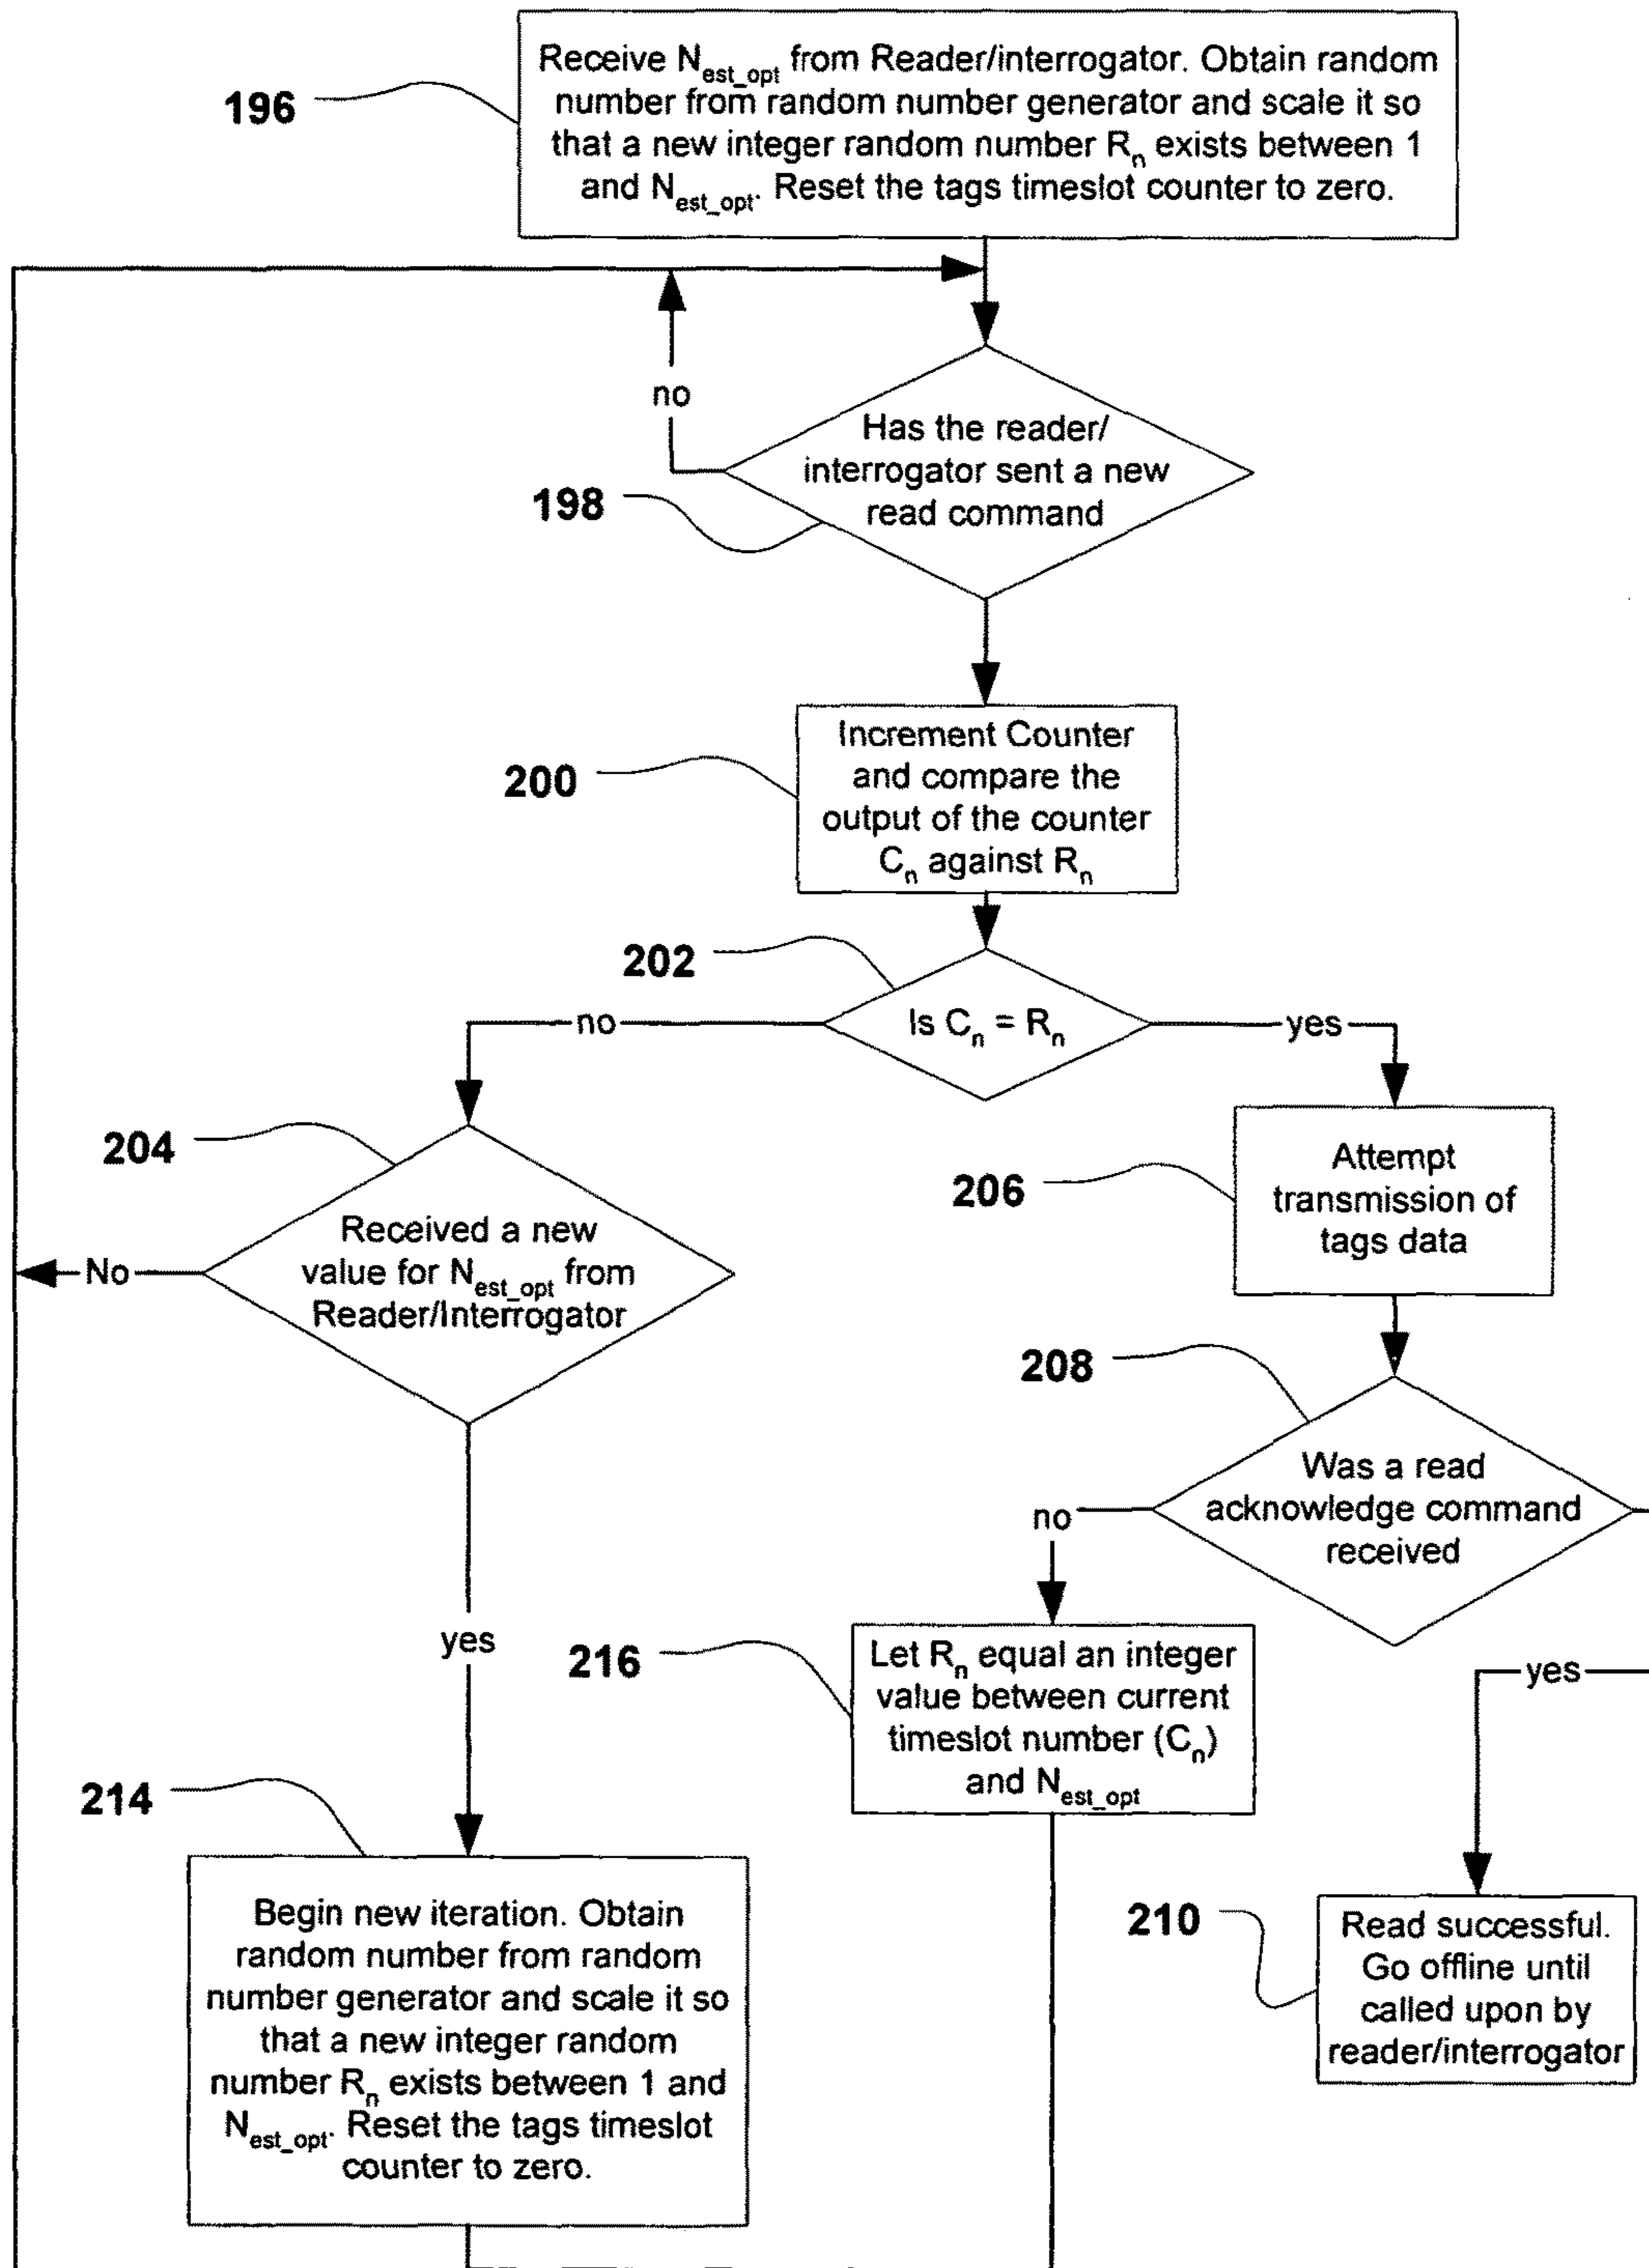 196
Receive N_est_opt from Reader/interrogator. Obtain random
number from random number generator and scale it so
that a new integer random number R_n exists between 1
and N_est_opt. Reset the tags timeslot counter to zero.
no
Has the reader/
interrogator sent a new
read command
198
200
Increment Counter
and compare the
output of the counter
C_n against R_n
202
Is C_n = R_n
no
yes
204
Received a new
value for N_est_opt from
Reader/Interrogator
No
206
Attempt
transmission of
tags data
208
Was a read
acknowledge command
received
no
yes
yes
216
Let R_n equal an integer
value between current
timeslot number (C_n)
and N_est_opt
214
Begin new iteration. Obtain
random number from random
number generator and scale it so
that a new integer random
number R_n exists between 1 and
N_est_opt. Reset the tags timeslot
counter to zero.
210
Read successful.
Go offline until
called upon by
reader/interrogator